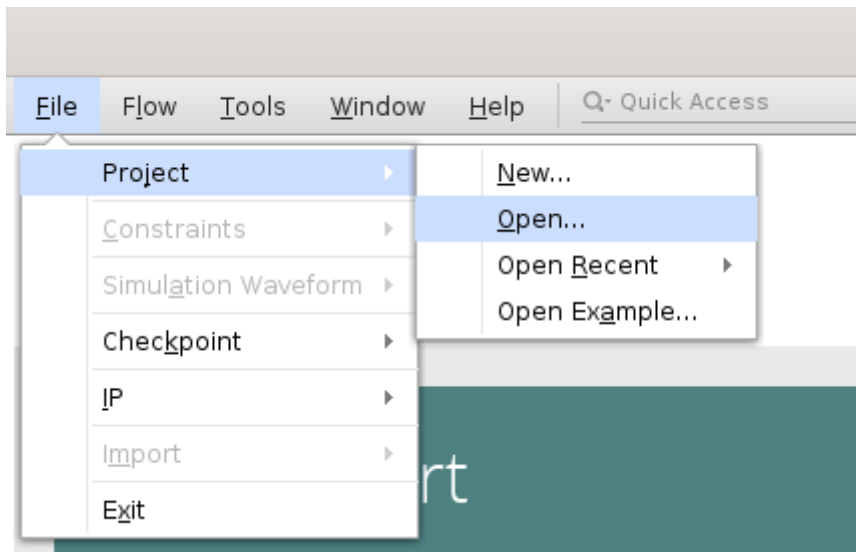 File Flow Tools Window Help Quick Access
Project
Constraints
Simulation Waveform
Checkpoint
IP
Import
Exit
New...
Open...
Open Recent
Open Example...
rt